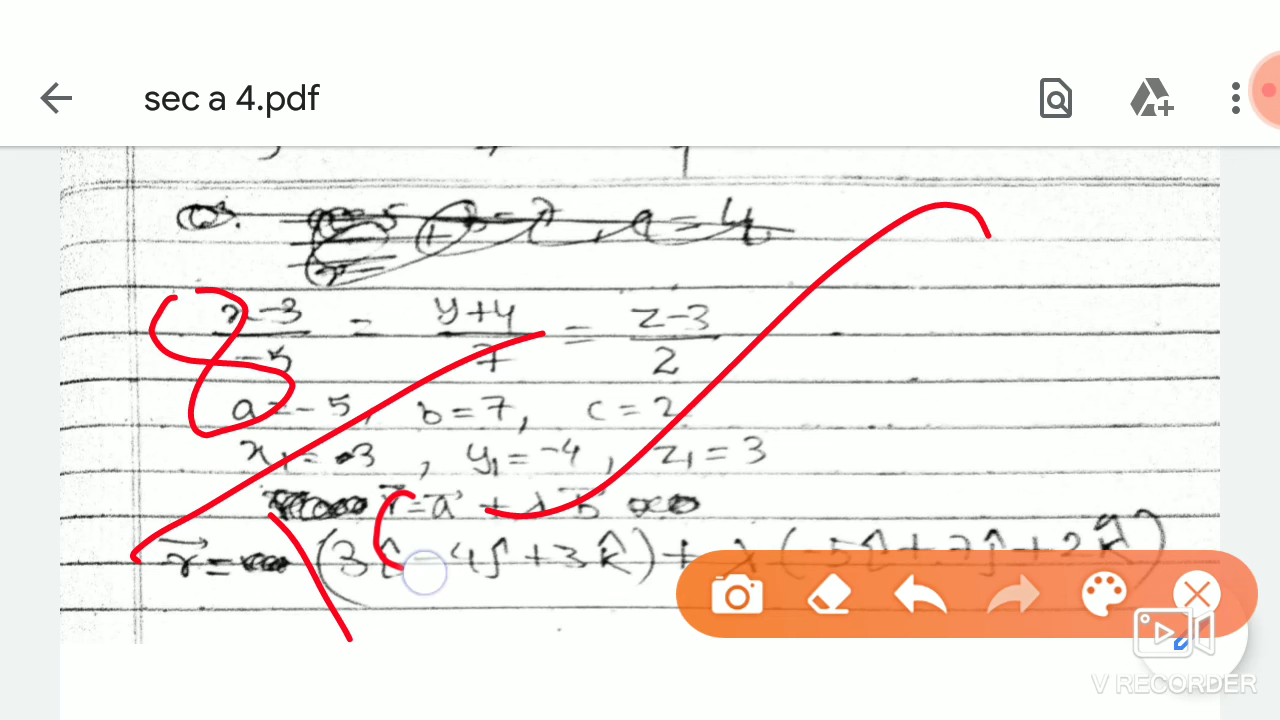 sec a 4.pdf
x-3/-5 = y+4/7 = z-3/2
a = -5, b = 7, c = 2
x₁ = 3, y₁ = -4, z₁ = 3
r⃗ = a⃗ + λ b⃗
r⃗ = (3î - 4ĵ + 3k̂) + λ (-5î + 7ĵ + 2k̂)
V RECORDER